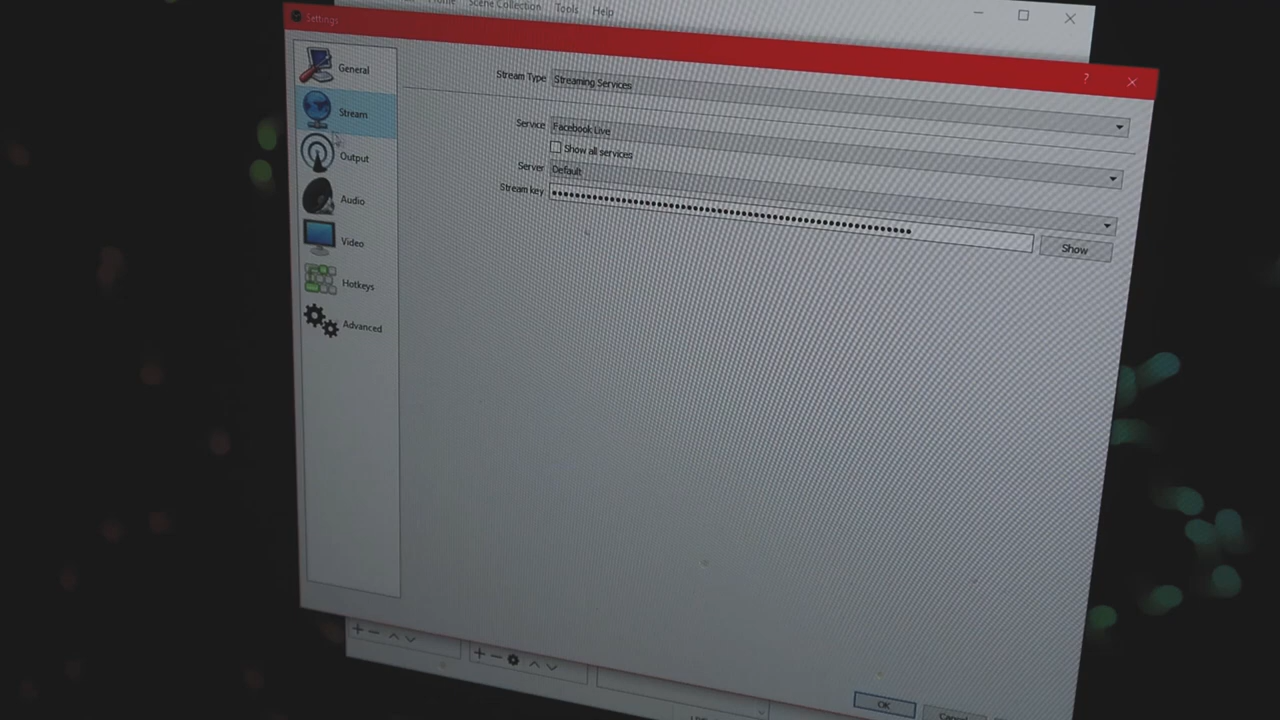 Scene Collection Tools Help
Settings
?
General
Stream
Output
Audio
Video
Hotkeys
Advanced
Stream Type Streaming Services
Service Facebook Live
Show all services
Server Default
Stream key ••••••••••••••••••••••••••••••••••••••••••••••••••
Show
OK